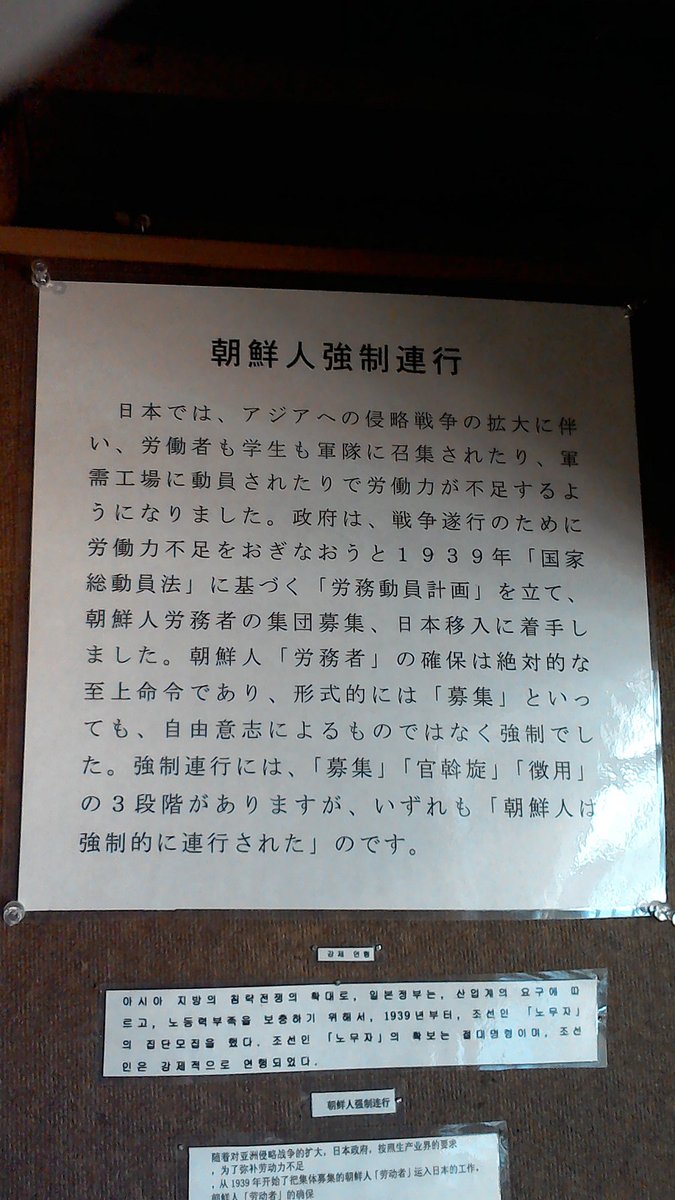 朝鮮人強制連行
日本では、アジアへの侵略戦争の拡大に伴
い、労働者も学生も軍隊に召集されたり、軍
需工場に動員されたりで労働力が不足するよ
うになりました。政府は、戦争遂行のために
労働力不足をおぎなおうと1939年「国家
総動員法」に基づく「労務動員計画」を立て、
朝鮮人労務者の集団募集、日本移入に着手し
ました。朝鮮人「労務者」の確保は絶対的な
至上命令であり、形式的には「募集」といっ
ても、自由意志によるものではなく強制でし
た。強制連行には、「募集」「官斡旋」「徴用」
の3段階がありますが、いずれも「朝鮮人は
強制的に連行された」のです。
강제 연행
아시아 지방의 침략전쟁의 확대로, 일본정부는, 산업계의 요구에 따
르고, 노동력부족을 보충하기 위해서, 1939년부터, 조선인 「노무자」
의 집단모집을 했다. 조선인 「노무자」의 확보는 절대명령이며, 조선
인은 강제적으로 연행되었다.
朝鲜人强制连行
随着对亚洲侵略战争的扩大，日本政府，按照生产业界的要求
，为了弥补劳动力不足
，从1939年开始了把集体募集的朝鲜人「劳动者」运入日本的工作，
朝鲜人「劳动者」的确保